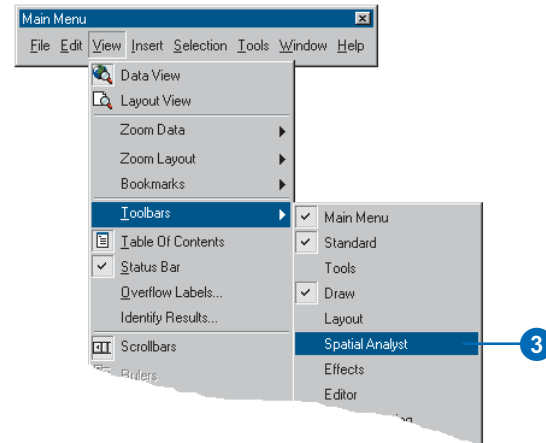 Main Menu
File Edit View Insert Selection Tools Window Help
Data View
Layout View
Zoom Data
Zoom Layout
Bookmarks
Toolbars
Table Of Contents
Status Bar
Overflow Labels...
Identify Results...
Scrollbars
Rulers
Main Menu
Standard
Tools
Draw
Layout
Spatial Analyst
3
Effects
Editor